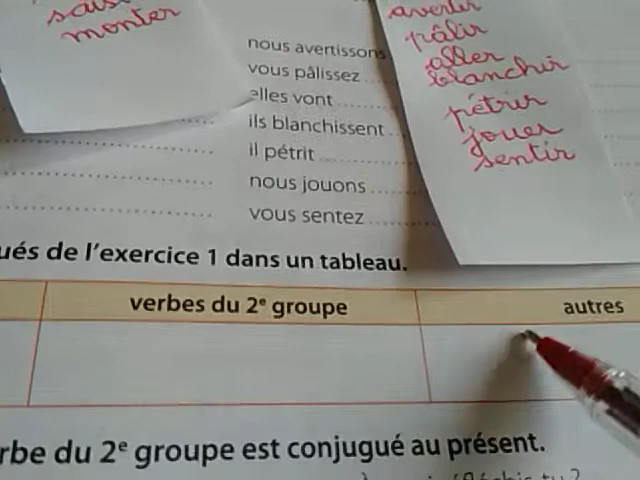 saisir
monter
avertir
pâlir
aller
blanchir
pétrir
jouer
sentir
nous avertissons
vous pâlissez
elles vont
ils blanchissent
il pétrit
nous jouons
vous sentez
ués de l'exercice 1 dans un tableau.
verbes du 2e groupe autres
rbe du 2e groupe est conjugué au présent.